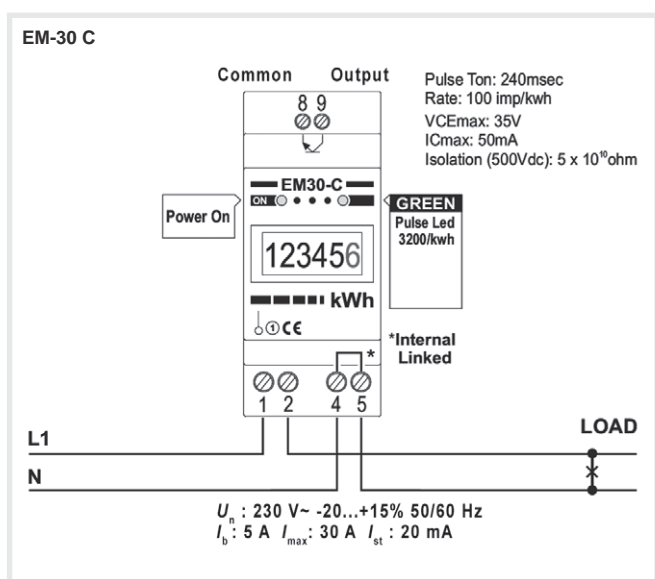 EM-30 C
Common Output
Pulse Ton: 240msec
Rate: 100 imp/kwh
VCEmax: 35V
ICmax: 50mA
Isolation (500Vdc): 5 x 10¹⁰ohm
8 9
EM30-C
ON
Power On
GREEN
Pulse Led
3200/kwh
123456
kWh
1 CE
*Internal
Linked
*
1 2 4 5
L1
LOAD
N
Uₙ : 230 V~ -20...+15% 50/60 Hz
I_b : 5 A I_max : 30 A I_st : 20 mA